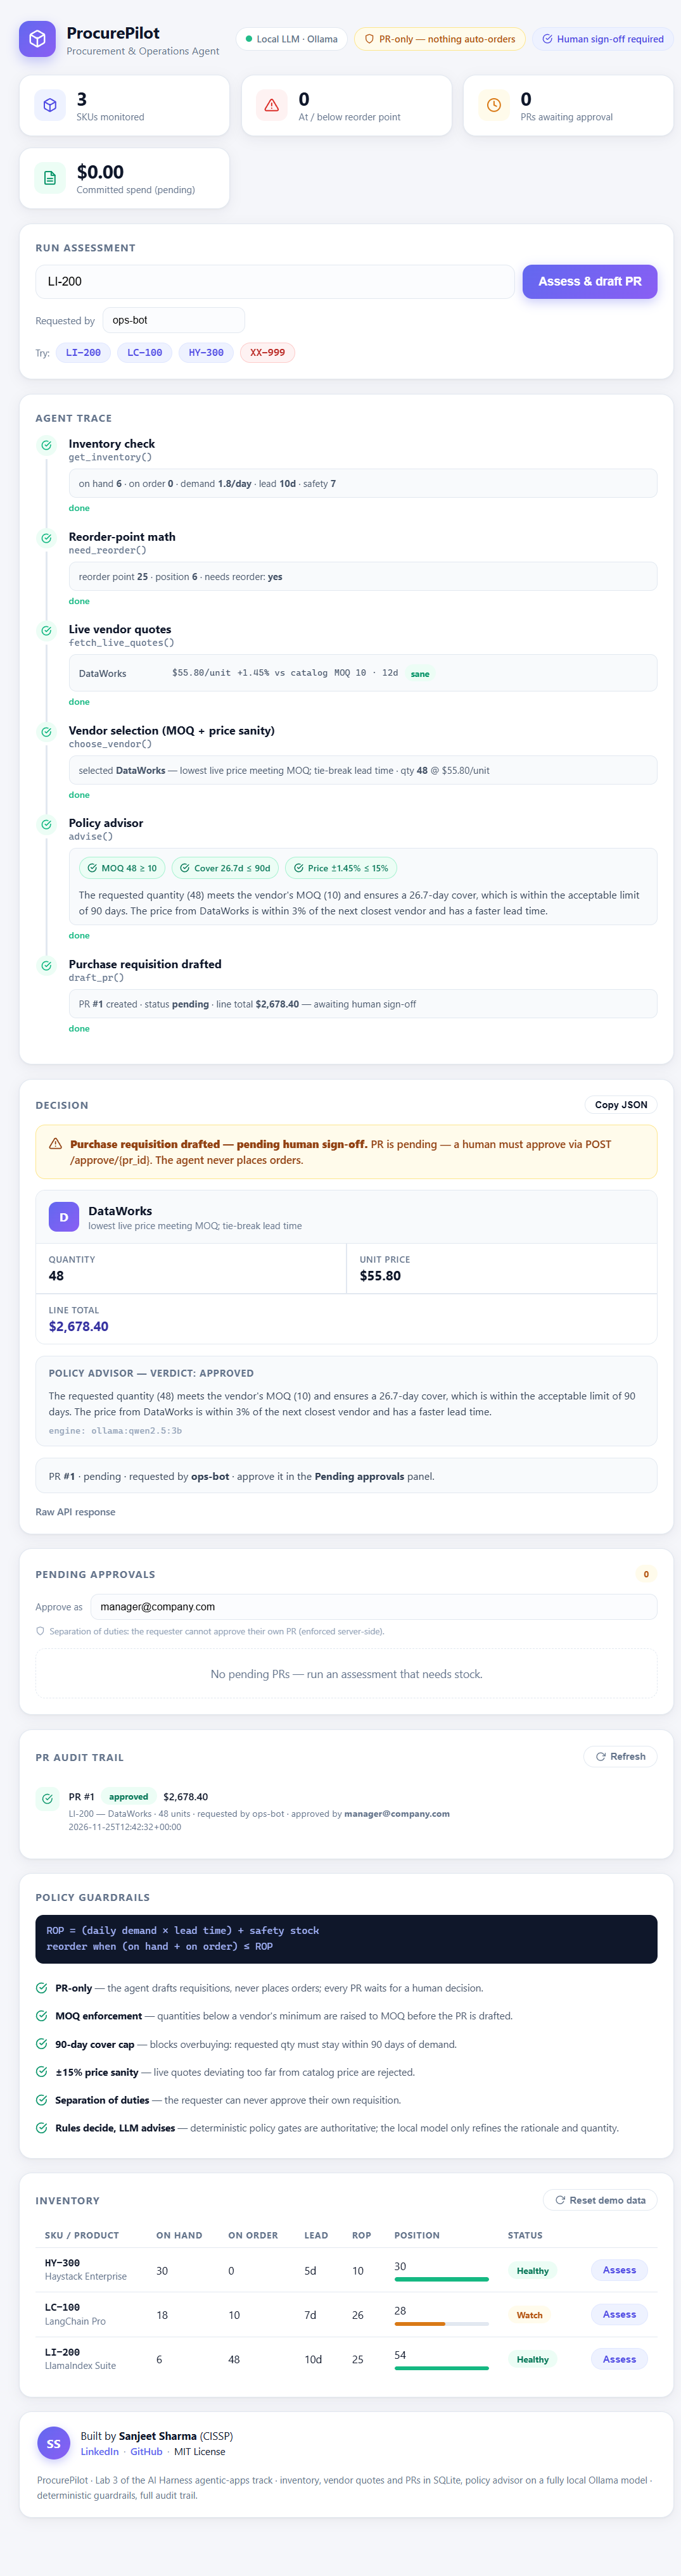 ProcurePilot
Procurement & Operations Agent
Local LLM · Ollama
PR-only — nothing auto-orders
Human sign-off required
3
SKUs monitored
0
At / below reorder point
0
PRs awaiting approval
$0.00
Committed spend (pending)
RUN ASSESSMENT
LI-200
Assess & draft PR
Requested by
ops-bot
Try:
LI-200
LC-100
HY-300
XX-999
AGENT TRACE
Inventory check
get_inventory()
on hand 6 · on order 0 · demand 1.8/day · lead 10d · safety 7
done
Reorder-point math
need_reorder()
reorder point 25 · position 6 · needs reorder: yes
done
Live vendor quotes
fetch_live_quotes()
DataWorks $55.80/unit +1.45% vs catalog MOQ 10 · 12d sane
done
Vendor selection (MOQ + price sanity)
choose_vendor()
selected DataWorks — lowest live price meeting MOQ; tie-break lead time · qty 48 @ $55.80/unit
done
Policy advisor
advise()
MOQ 48 ≥ 10
Cover 26.7d ≤ 90d
Price ±1.45% ≤ 15%
The requested quantity (48) meets the vendor's MOQ (10) and ensures a 26.7-day cover, which is within the acceptable limit
of 90 days. The price from DataWorks is within 3% of the next closest vendor and has a faster lead time.
done
Purchase requisition drafted
draft_pr()
PR #1 created · status pending · line total $2,678.40 — awaiting human sign-off
done
DECISION
Copy JSON
Purchase requisition drafted — pending human sign-off. PR is pending — a human must approve via POST
/approve/{pr_id}. The agent never places orders.
D
DataWorks
lowest live price meeting MOQ; tie-break lead time
QUANTITY
48
UNIT PRICE
$55.80
LINE TOTAL
$2,678.40
POLICY ADVISOR — VERDICT: APPROVED
The requested quantity (48) meets the vendor's MOQ (10) and ensures a 26.7-day cover, which is within the acceptable limit of 90
days. The price from DataWorks is within 3% of the next closest vendor and has a faster lead time.
engine: ollama:qwen2.5:3b
PR #1 · pending · requested by ops-bot · approve it in the Pending approvals panel.
Raw API response
PENDING APPROVALS
0
Approve as
manager@company.com
Separation of duties: the requester cannot approve their own PR (enforced server-side).
No pending PRs — run an assessment that needs stock.
PR AUDIT TRAIL
Refresh
PR #1 approved $2,678.40
LI-200 — DataWorks · 48 units · requested by ops-bot · approved by manager@company.com
2026-11-25T12:42:32+00:00
POLICY GUARDRAILS
ROP = (daily demand × lead time) + safety stock
reorder when (on hand + on order) ≤ ROP
PR-only — the agent drafts requisitions, never places orders; every PR waits for a human decision.
MOQ enforcement — quantities below a vendor's minimum are raised to MOQ before the PR is drafted.
90-day cover cap — blocks overbuying: requested qty must stay within 90 days of demand.
±15% price sanity — live quotes deviating too far from catalog price are rejected.
Separation of duties — the requester can never approve their own requisition.
Rules decide, LLM advises — deterministic policy gates are authoritative; the local model only refines the rationale and quantity.
INVENTORY
Reset demo data
SKU / PRODUCT ON HAND ON ORDER LEAD ROP POSITION STATUS
HY-300
Haystack Enterprise
30 0 5d 10 30 Healthy Assess
LC-100
LangChain Pro
18 10 7d 26 28 Watch Assess
LI-200
LlamaIndex Suite
6 48 10d 25 54 Healthy Assess
SS
Built by Sanjeet Sharma (CISSP)
LinkedIn · GitHub · MIT License
ProcurePilot · Lab 3 of the AI Harness agentic-apps track · inventory, vendor quotes and PRs in SQLite, policy advisor on a fully local Ollama model ·
deterministic guardrails, full audit trail.